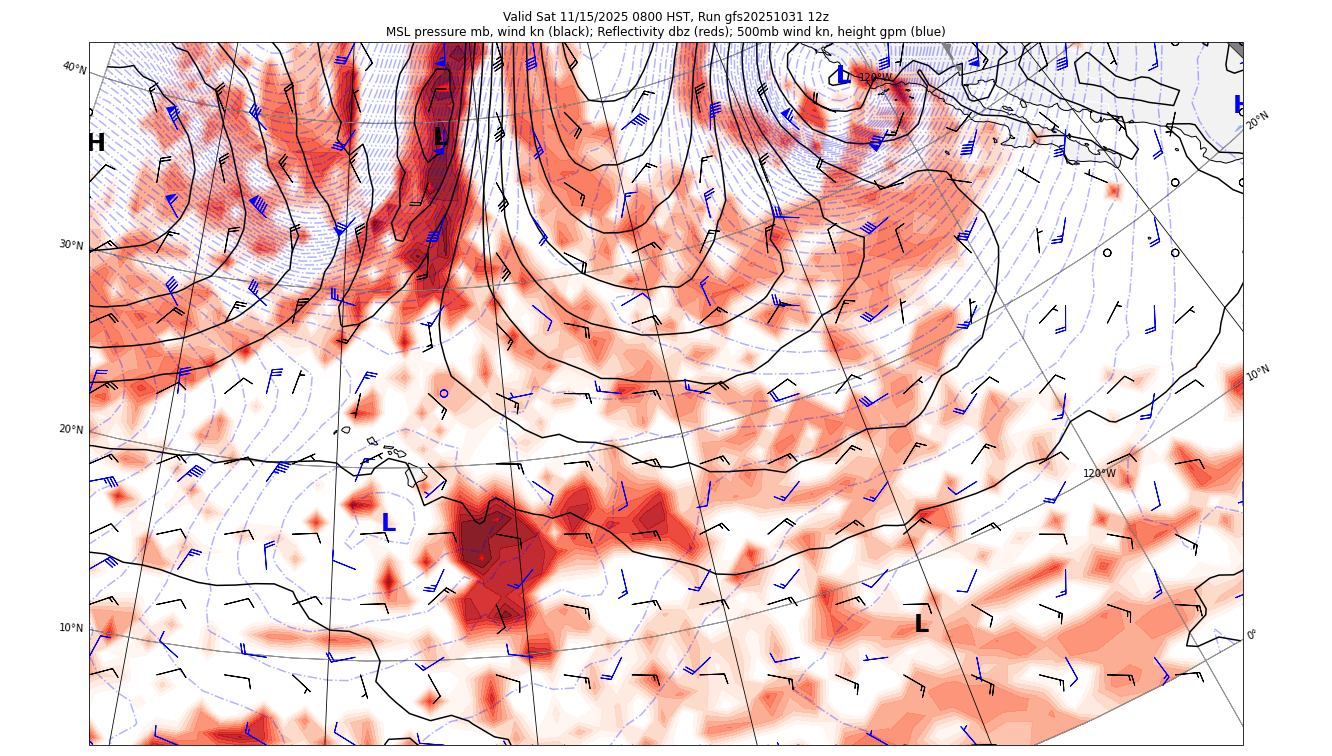 Valid Sat 11/15/2025 0800 HST, Run gfs20251031 12z
MSL pressure mb, wind kn (black); Reflectivity dbz (reds); 500mb wind kn, height gpm (blue)
40°N
L
120°W
H
20°N
H
L
30°N
10°N
20°N
120°W
L
10°N
L
0°